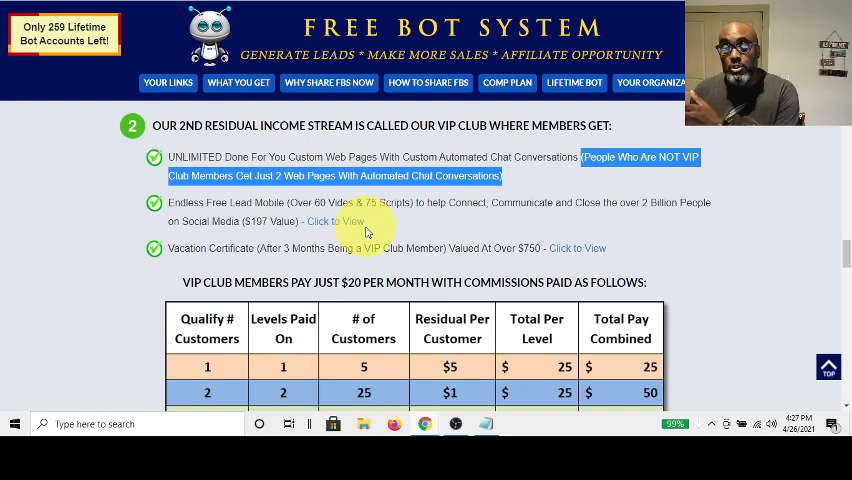 Only 259 Lifetime
Bot Accounts Left!
FREE BOT SYSTEM
GENERATE LEADS * MAKE MORE SALES * AFFILIATE OPPORTUNITY
YOUR LINKS
WHAT YOU GET
WHY SHARE FBS NOW
HOW TO SHARE FBS
COMP PLAN
LIFETIME BOT
YOUR ORGANIZA
2 OUR 2ND RESIDUAL INCOME STREAM IS CALLED OUR VIP CLUB WHERE MEMBERS GET:
UNLIMITED Done For You Custom Web Pages With Custom Automated Chat Conversations (People Who Are NOT VIP
Club Members Get Just 2 Web Pages With Automated Chat Conversations)
Endless Free Lead Mobile (Over 60 Vides & 75 Scripts) to help Connect, Communicate and Close the over 2 Billion People
on Social Media ($197 Value) - Click to View
Vacation Certificate (After 3 Months Being a VIP Club Member) Valued At Over $750 - Click to View
VIP CLUB MEMBERS PAY JUST $20 PER MONTH WITH COMMISSIONS PAID AS FOLLOWS:
Qualify # Customers Levels Paid On # of Customers Residual Per Customer Total Per Level Total Pay Combined
1 1 5 $5 $ 25 $ 25
2 2 25 $1 $ 25 $ 50
TOP
Type here to search
99%
4:27 PM
4/26/2021